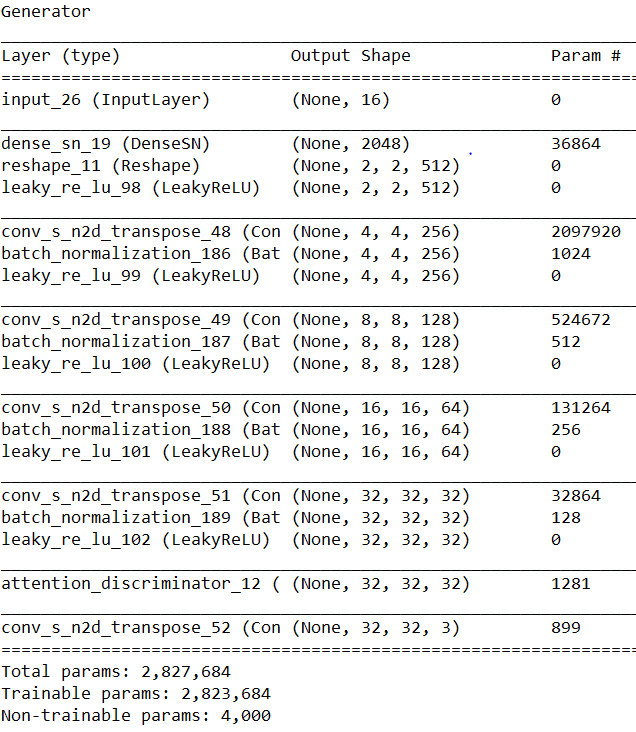 Generator
Layer (type) Output Shape Param #
input_26 (InputLayer) (None, 16) 0
dense_sn_19 (DenseSN) (None, 2048) 36864
reshape_11 (Reshape) (None, 2, 2, 512) 0
leaky_re_lu_98 (LeakyReLU) (None, 2, 2, 512) 0
conv_s_n2d_transpose_48 (Con (None, 4, 4, 256) 2097920
batch_normalization_186 (Bat (None, 4, 4, 256) 1024
leaky_re_lu_99 (LeakyReLU) (None, 4, 4, 256) 0
conv_s_n2d_transpose_49 (Con (None, 8, 8, 128) 524672
batch_normalization_187 (Bat (None, 8, 8, 128) 512
leaky_re_lu_100 (LeakyReLU) (None, 8, 8, 128) 0
conv_s_n2d_transpose_50 (Con (None, 16, 16, 64) 131264
batch_normalization_188 (Bat (None, 16, 16, 64) 256
leaky_re_lu_101 (LeakyReLU) (None, 16, 16, 64) 0
conv_s_n2d_transpose_51 (Con (None, 32, 32, 32) 32864
batch_normalization_189 (Bat (None, 32, 32, 32) 128
leaky_re_lu_102 (LeakyReLU) (None, 32, 32, 32) 0
attention_discriminator_12 ( (None, 32, 32, 32) 1281
conv_s_n2d_transpose_52 (Con (None, 32, 32, 3) 899
Total params: 2,827,684
Trainable params: 2,823,684
Non-trainable params: 4,000